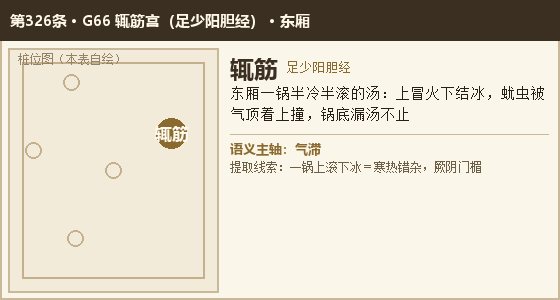 第326条·G66 辄筋宫（足少阳胆经）·东厢
桩位图（本表自绘）
辄筋
辄筋 足少阳胆经
东厢一锅半冷半滚的汤：上冒火下结冰，蚘虫被
气顶着上撞，锅底漏汤不止
语义主轴：气滞
提取线索：一锅上滚下冰＝寒热错杂，厥阴门楣